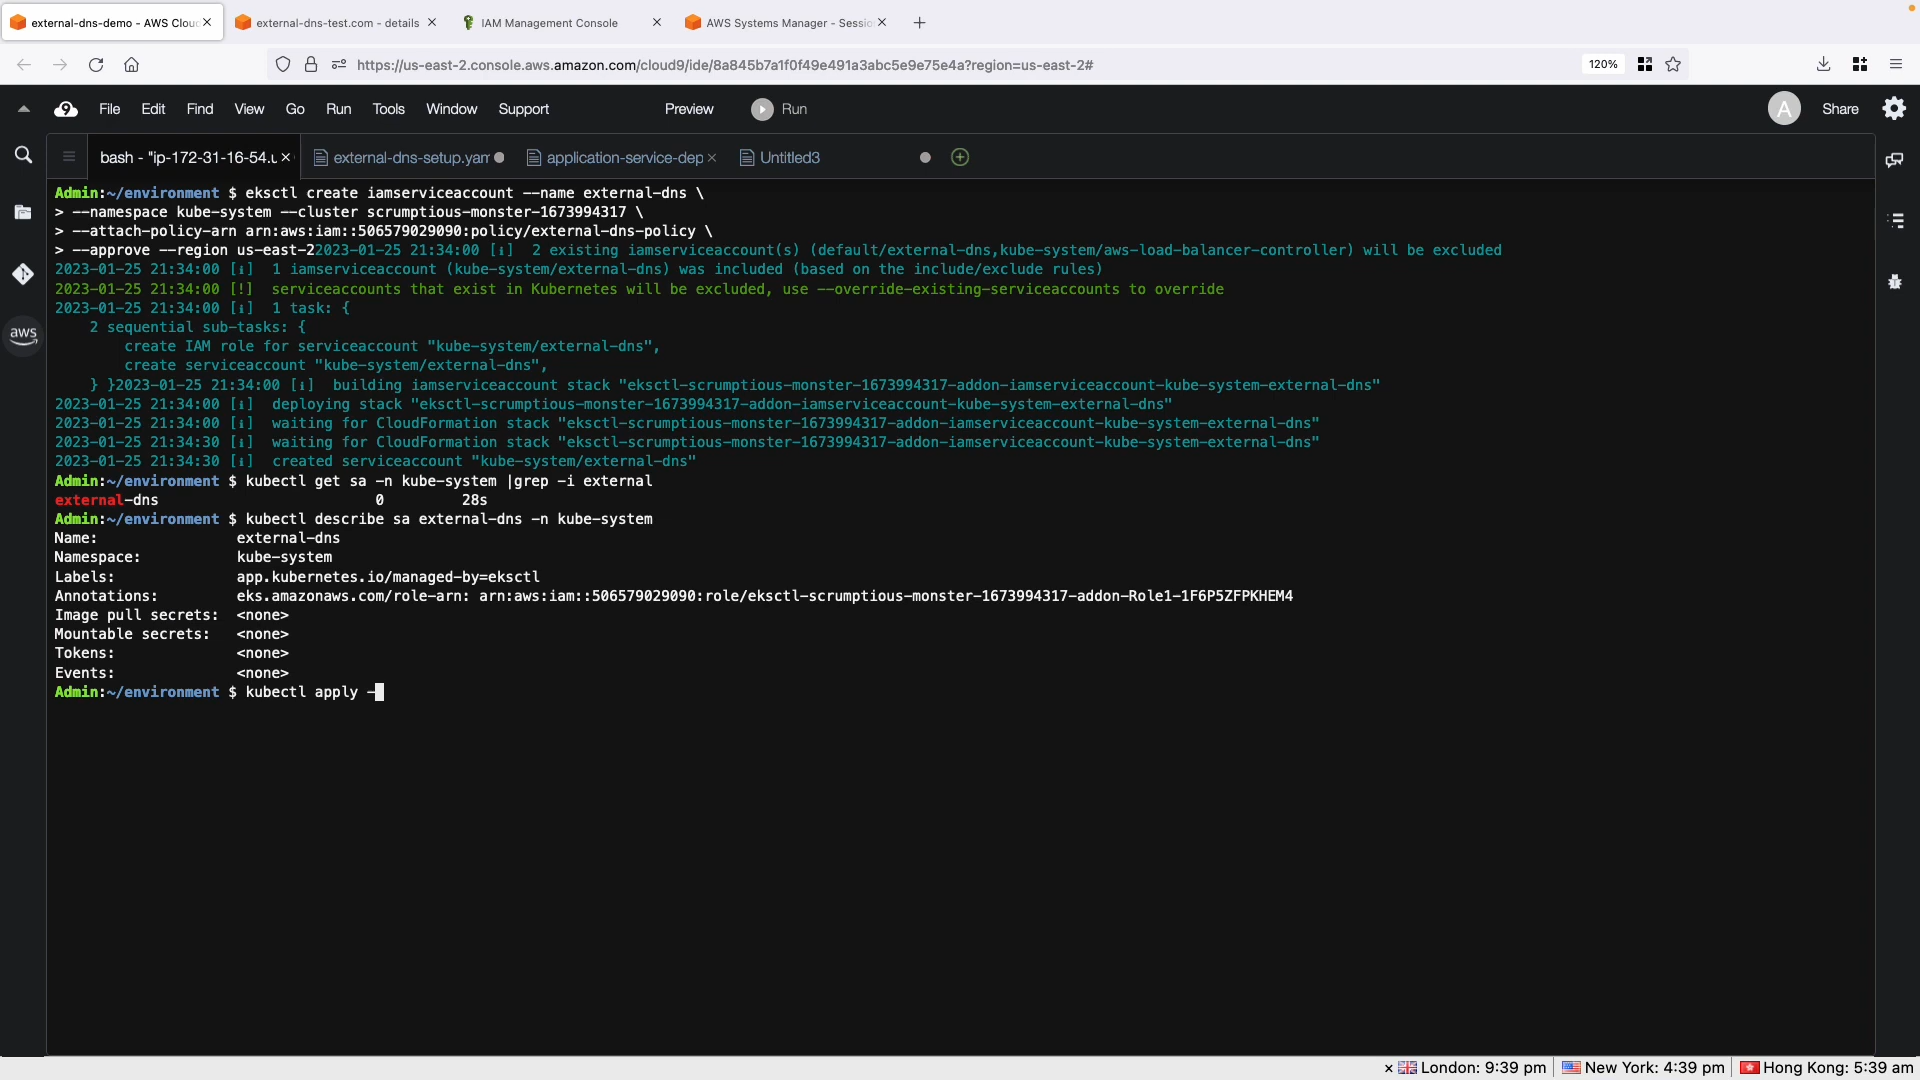 external-dns-demo - AWS Clou
external-dns-test.com - details
IAM Management Console
AWS Systems Manager - Sessio
https://us-east-2.console.aws.amazon.com/cloud9/ide/8a845b7a1f0f49e491a3abc5e9e75e4a?region=us-east-2#
120%
File Edit Find View Go Run Tools Window Support Preview Run
A Share
bash - "ip-172-31-16-54.u
external-dns-setup.yam
application-service-dep
Untitled3
aws
Admin:~/environment $ eksctl create iamserviceaccount --name external-dns \
> --namespace kube-system --cluster scrumptious-monster-1673994317 \
> --attach-policy-arn arn:aws:iam::506579029090:policy/external-dns-policy \
> --approve --region us-east-22023-01-25 21:34:00 [ℹ]  2 existing iamserviceaccount(s) (default/external-dns,kube-system/aws-load-balancer-controller) will be excluded
2023-01-25 21:34:00 [ℹ]  1 iamserviceaccount (kube-system/external-dns) was included (based on the include/exclude rules)
2023-01-25 21:34:00 [!]  serviceaccounts that exist in Kubernetes will be excluded, use --override-existing-serviceaccounts to override
2023-01-25 21:34:00 [ℹ]  1 task: {
    2 sequential sub-tasks: {
        create IAM role for serviceaccount "kube-system/external-dns",
        create serviceaccount "kube-system/external-dns",
    } }2023-01-25 21:34:00 [ℹ]  building iamserviceaccount stack "eksctl-scrumptious-monster-1673994317-addon-iamserviceaccount-kube-system-external-dns"
2023-01-25 21:34:00 [ℹ]  deploying stack "eksctl-scrumptious-monster-1673994317-addon-iamserviceaccount-kube-system-external-dns"
2023-01-25 21:34:00 [ℹ]  waiting for CloudFormation stack "eksctl-scrumptious-monster-1673994317-addon-iamserviceaccount-kube-system-external-dns"
2023-01-25 21:34:30 [ℹ]  waiting for CloudFormation stack "eksctl-scrumptious-monster-1673994317-addon-iamserviceaccount-kube-system-external-dns"
2023-01-25 21:34:30 [ℹ]  created serviceaccount "kube-system/external-dns"
Admin:~/environment $ kubectl get sa -n kube-system |grep -i external
external-dns                         0         28s
Admin:~/environment $ kubectl describe sa external-dns -n kube-system
Name:                external-dns
Namespace:           kube-system
Labels:              app.kubernetes.io/managed-by=eksctl
Annotations:         eks.amazonaws.com/role-arn: arn:aws:iam::506579029090:role/eksctl-scrumptious-monster-1673994317-addon-Role1-1F6P5ZFPKHEM4
Image pull secrets:  <none>
Mountable secrets:   <none>
Tokens:              <none>
Events:              <none>
Admin:~/environment $ kubectl apply -
London: 9:39 pm New York: 4:39 pm Hong Kong: 5:39 am